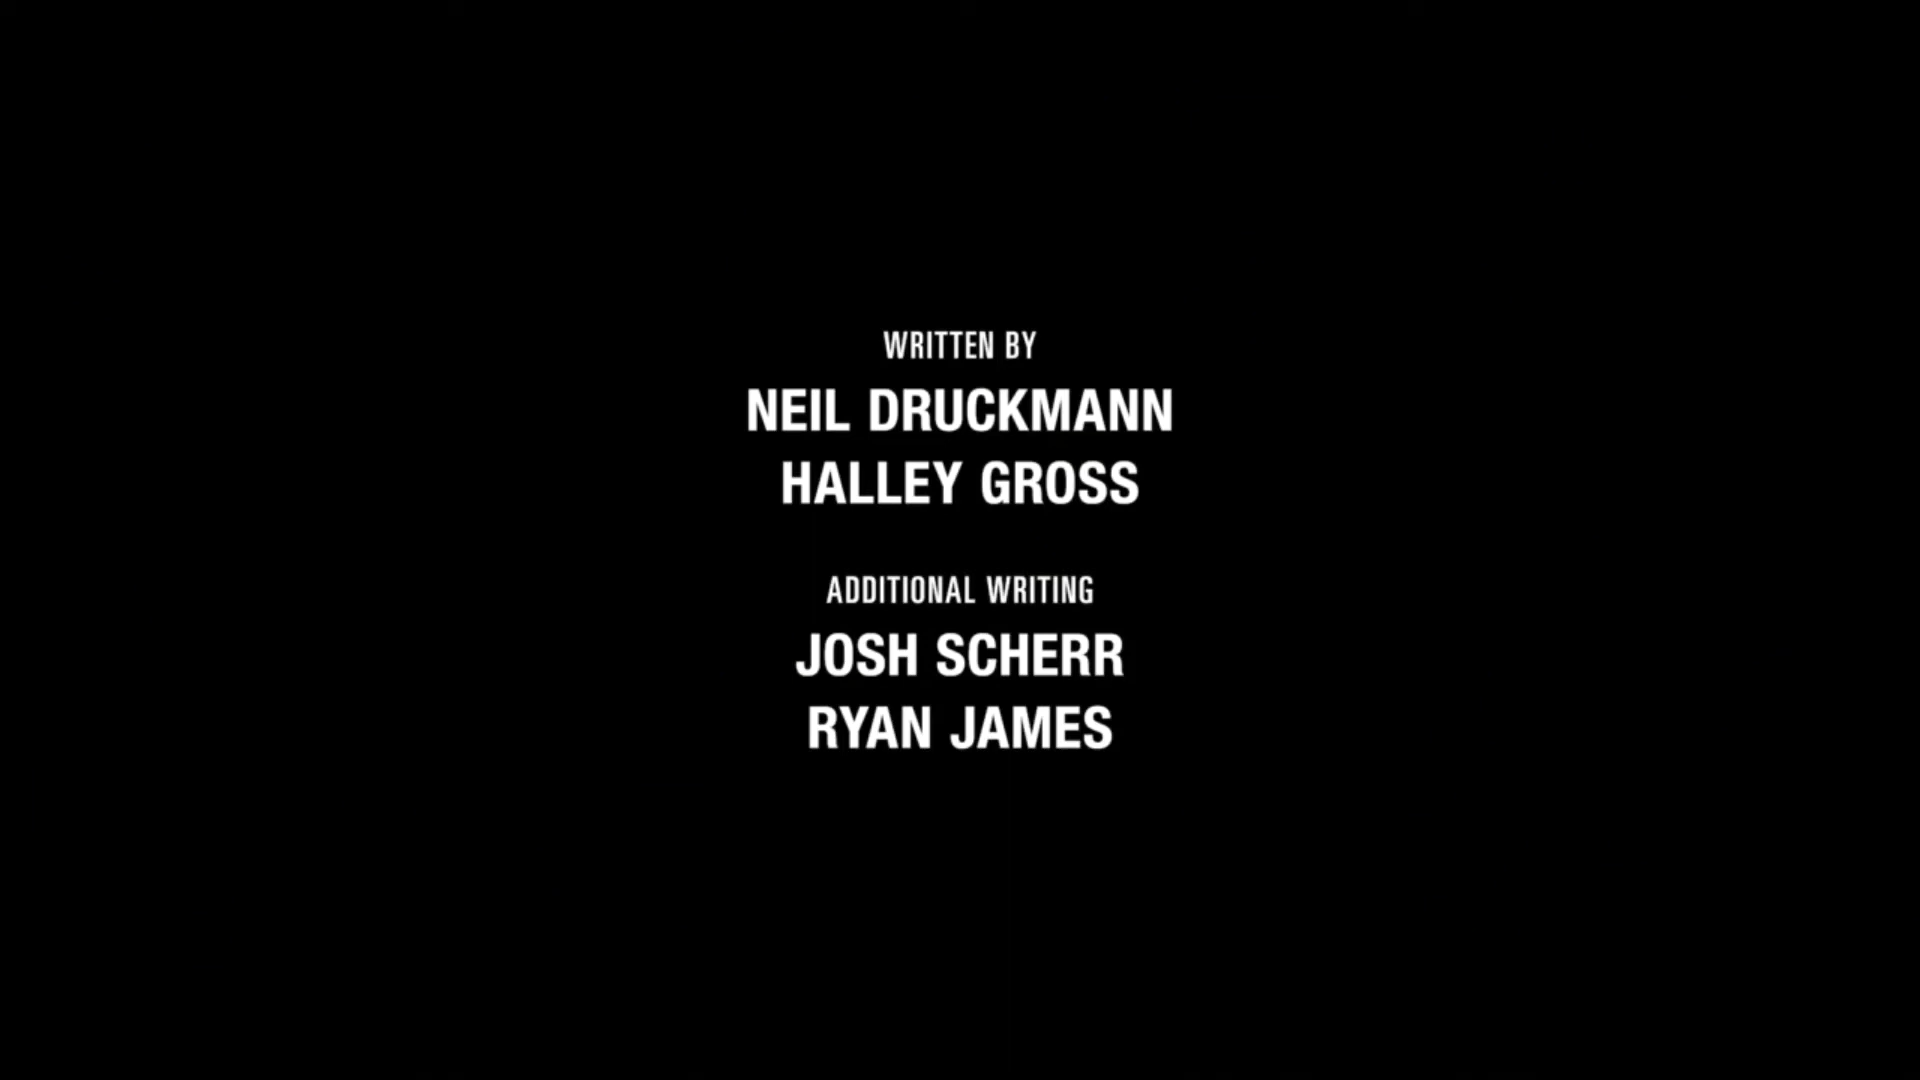 WRITTEN BY
NEIL DRUCKMANN
HALLEY GROSS
ADDITIONAL WRITING
JOSH SCHERR
RYAN JAMES